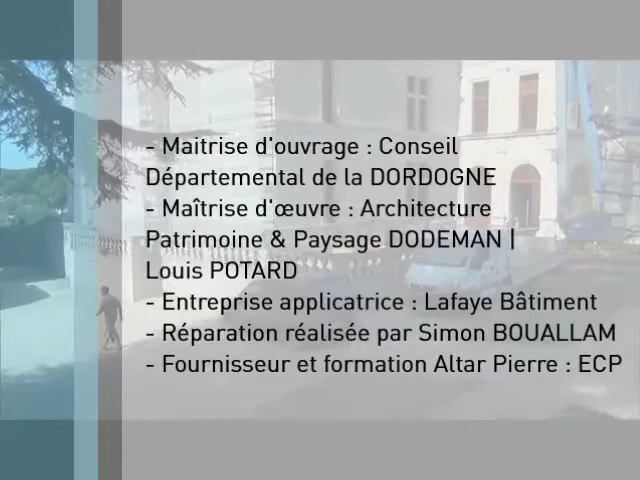 - Maitrise d'ouvrage : Conseil
Départemental de la DORDOGNE
- Maîtrise d'œuvre : Architecture
Patrimoine & Paysage DODEMAN |
Louis POTARD
- Entreprise applicatrice : Lafaye Bâtiment
- Réparation réalisée par Simon BOUALLAM
- Fournisseur et formation Altar Pierre : ECP